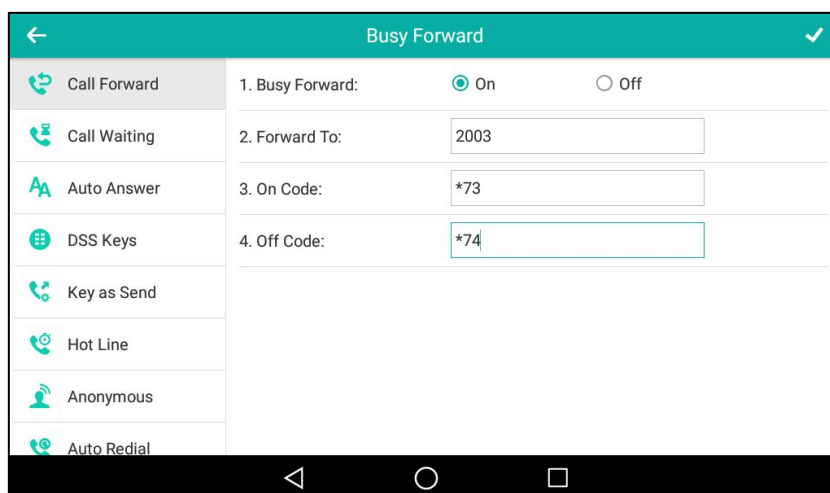 Busy Forward
Call Forward
1. Busy Forward: On Off
Call Waiting
2. Forward To: 2003
Auto Answer
3. On Code: *73
DSS Keys
4. Off Code: *74
Key as Send
Hot Line
Anonymous
Auto Redial